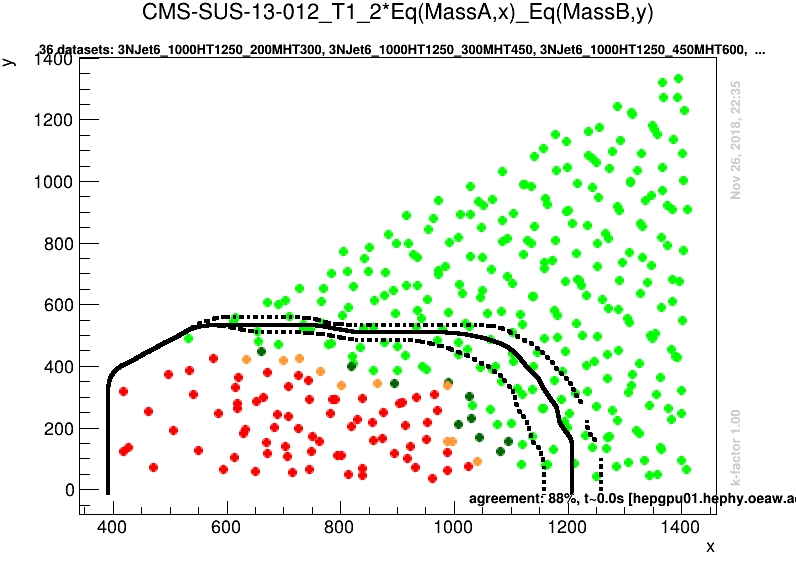 CMS-SUS-13-012_T1_2*Eq(MassA,x)_Eq(MassB,y)
36 datasets: 3NJet6_1000HT1250_200MHT300, 3NJet6_1000HT1250_300MHT450, 3NJet6_1000HT1250_450MHT600, ...
y
1400
1200
1000
800
600
400
200
0
Nov 26, 2018, 22:35
k-factor 1.00
agreement: 88%, t~0.0s [hepgpu01.hephy.oeaw.a
400 600 800 1000 1200 1400
x